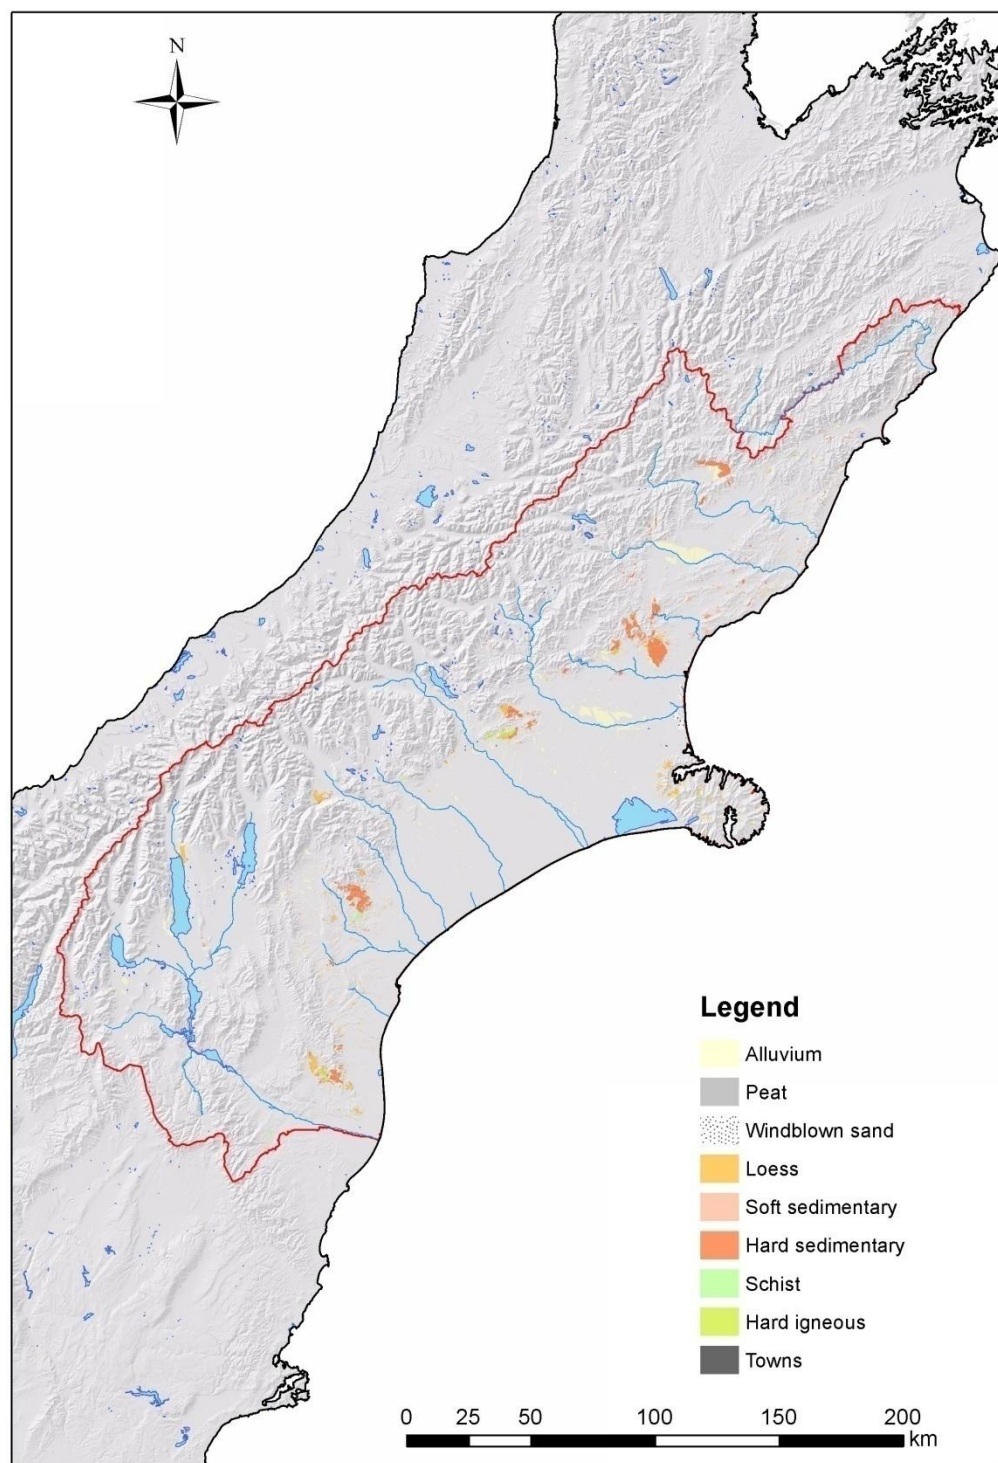 N
Legend
Alluvium
Peat
Windblown sand
Loess
Soft sedimentary
Hard sedimentary
Schist
Hard igneous
Towns
0 25 50 100 150 200
km